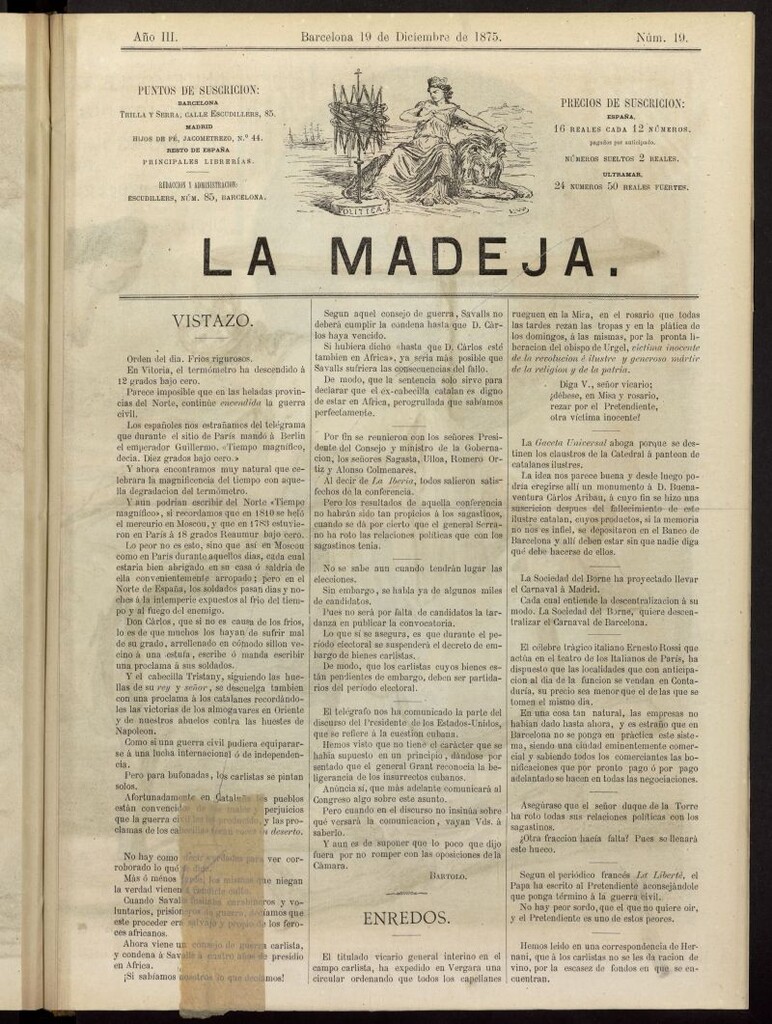 Año III.
Barcelona 19 de Diciembre de 1875.
Núm. 19.
PUNTOS DE SUSCRICION:
BARCELONA
TRILLA Y SERRA, CALLE ESCUDILLERS, 85.
MADRID
HIJOS DE FÉ, JACOMETREZO, N.º 44.
RESTO DE ESPAÑA
PRINCIPALES LIBRERÍAS.
REDACCION Y ADMINISTRACION:
ESCUDILLERS, NÚM. 85, BARCELONA.
POLITICA
PRECIOS DE SUSCRICION:
ESPAÑA,
16 REALES CADA 12 NÚMEROS,
pagados por anticipado.
NÚMEROS SUELTOS 2 REALES.
ULTRAMAR,
24 NUMEROS 50 REALES FUERTES.
LA MADEJA.
VISTAZO.
Orden del dia. Frios rigurosos.
En Vitoria, el termómetro ha descendido á
12 grados bajo cero.
Parece imposible que en las heladas provin-
cias del Norte, continúe encendida la guerra
civil.
Los españoles nos estrañamos del telégrama
que durante el sitio de París mandó á Berlin
el emperador Guillermo. «Tiempo magnífico,
decia. Diez grados bajo cero.»
Y ahora encontramos muy natural que ce-
lebrara la magnificencia del tiempo con aque-
lla degradacion del termómetro.
Y aun podrian escribir del Norte «Tiempo
magnífico», si recordamos que en 1810 se heló
el mercurio en Moscou, y que en 1783 estuvie-
ron en París á 18 grados Reaumur bajo cero.
Lo peor no es esto, sino que así en Moscou
como en París durante aquellos dias, cada cual
estaria bien abrigado en su casa ó saldria de
ella convenientemente arropado; pero en el
Norte de España, los soldados pasan dias y no-
ches á la intemperie expuestos al frio del tiem-
po y al fuego del enemigo.
Don Cárlos, que si no es causa de los frios,
lo es de que muchos los hayan de sufrir mal
de su grado, arrellenado en cómodo sillon ve-
cino á una estufa, escribe ó manda escribir
una proclama á sus soldados.
Y el cabecilla Tristany, siguiendo las hue-
llas de su rey y señor, se descuelga tambien
con una proclama á los catalanes recordándo-
les las victorias de los almogavares en Oriente
y de nuestros abuelos contra las huestes de
Napoleon.
Como si una guerra civil pudiera equiparar-
se á una lucha internacional ó de independen-
cia.
Pero para bufonadas, los carlistas se pintan
solos.
Afortunadamente en Cataluña los pueblos
están convencidos de los males y perjuicios
que la guerra civil les ha producido y las pro-
clamas de los cabecillas serán voces en desierto.
No hay como decir verdades para ver cor-
roborado lo que se dice.
Más ó ménos tarde, los mismos que niegan
la verdad vienen á rendirle culto.
Cuando Savalls fusilaba carabineros y vo-
luntarios, prisioneros de guerra, decíamos que
este proceder era salvaje y propio de los fero-
ces africanos.
Ahora viene un consejo de guerra carlista,
y condena á Savalls á cuatro años de presidio
en Africa.
¡Si sabíamos nosotros lo que decíamos!
Segun aquel consejo de guerra, Savalls no
deberá cumplir la condena hasta que D. Cár-
los haya vencido.
Si hubiera dicho «hasta que D. Cárlos esté
tambien en Africa», ya seria más posible que
Savalls sufriera las consecuencias del fallo.
De modo, que la sentencia solo sirve para
declarar que el ex-cabecilla catalan es digno
de estar en Africa, perogrullada que sabíamos
perfectamente.
Por fin se reunieron con los señores Presi-
dente del Consejo y ministro de la Goberna-
cion, los señores Sagasta, Ulloa, Romero Or-
tiz y Alonso Colmenares.
Al decir de La Iberia, todos salieron satis-
fechos de la conferencia.
Pero los resultados de aquella conferencia
no habrán sido tan propicios á los sagastinos,
cuando se dá por cierto que el general Serra-
no ha roto las relaciones políticas que con los
sagastinos tenia.
No se sabe aun cuando tendrán lugar las
elecciones.
Sin embargo, se habla ya de algunos miles
de candidatos.
Pues no será por falta de candidatos la tar-
danza en publicar la convocatoria.
Lo que sí se asegura, es que durante el pe-
ríodo electoral se suspenderá el decreto de em-
bargo de bienes carlistas.
De modo, que los carlistas cuyos bienes es-
tán pendientes de embargo, deben ser partida-
rios del período electoral.
El telégrafo nos ha comunicado la parte del
discurso del Presidente de los Estados-Unidos,
que se refiere á la cuestion cubana.
Hemos visto que no tiene el carácter que se
habia supuesto en un principio, dándose por
sentado que el general Grant reconocia la be-
ligerancia de los insurrectos cubanos.
Anúncia sí, que más adelante comunicará al
Congreso algo sobre este asunto.
Pero cuando en el discurso no insinúa sobre
qué versará la comunicacion, vayan Vds. á
saberlo.
Y aun es de suponer que lo poco que dijo
fuera por no romper con las oposiciones de la
Cámara.
BARTOLO.
ENREDOS.
El titulado vicario general interino en el
campo carlista, ha expedido en Vergara una
circular ordenando que todos los capellanes
rueguen en la Misa, en el rosario que todas
las tardes rezan las tropas y en la plática de
los domingos, á las mismas, por la pronta li-
beracion del obispo de Urgel, víctima inocente
de la revolucion é ilustre y generoso mártir
de la religion y de la patria.
Diga V., señor vicario;
¡débese, en Misa y rosario,
rezar por el Pretendiente,
otra víctima inocente!
La Gaceta Universal aboga porque se des-
tinen los claustros de la Catedral á panteon de
catalanes ilustres.
La idea nos parece buena y desde luego po-
dria erigirse allí un monumento á D. Buena-
ventura Cárlos Aribau, á cuyo fin se hizo una
suscricion despues del fallecimiento de este
ilustre catalan, cuyos productos, si la memoria
no nos es infiel, se depositaron en el Banco de
Barcelona y allí deben estar sin que nadie diga
qué debe hacerse de ellos.
La Sociedad del Borne ha proyectado llevar
el Carnaval á Madrid.
Cada cual entiende la descentralizacion á su
modo. La Sociedad del Borne, quiere descen-
tralizar el Carnaval de Barcelona.
El célebre trágico italiano Ernesto Rossi que
actúa en el teatro de los Italianos de París, ha
dispuesto que las localidades que con anticipa-
cion al dia de la funcion se vendan en Conta-
duría, su precio sea menor que el de las que se
tomen el mismo dia.
En una cosa tan natural, las empresas no
habian dado hasta ahora, y es estraño que en
Barcelona no se ponga en práctica este siste-
ma, siendo una ciudad eminentemente comer-
cial y sabiendo todos los comerciantes las bo-
nificaciones que por pronto pago ó por pago
adelantado se hacen en todas las negociaciones.
Asegúrase que el señor duque de la Torre
ha roto todas sus relaciones políticas con los
sagastinos.
¿Otra fraccion hacía falta? Pues se llenará
este hueco.
Segun el periódico francés La Liberté, el
Papa ha escrito al Pretendiente aconsejándole
que ponga término á la guerra civil.
No hay peor sordo, que el que no quiere oir,
y el Pretendiente es uno de estos peores.
Hemos leido en una correspondencia de Her-
nani, que á los carlistas no se les da racion de
vino, por la escasez de fondos en que se en-
cuentran.